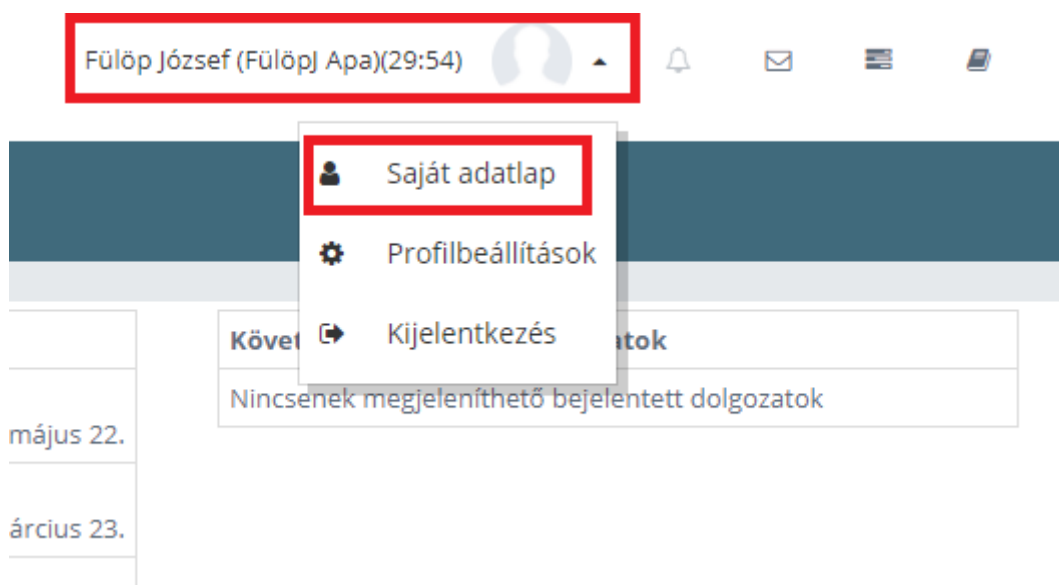 Fülöp József (FülöpJ Apa)(29:54)
Saját adatlap
Profilbeállítások
Kijelentkezés
Követ
tok
Nincsenek megjeleníthető bejelentett dolgozatok
május 22.
árcius 23.